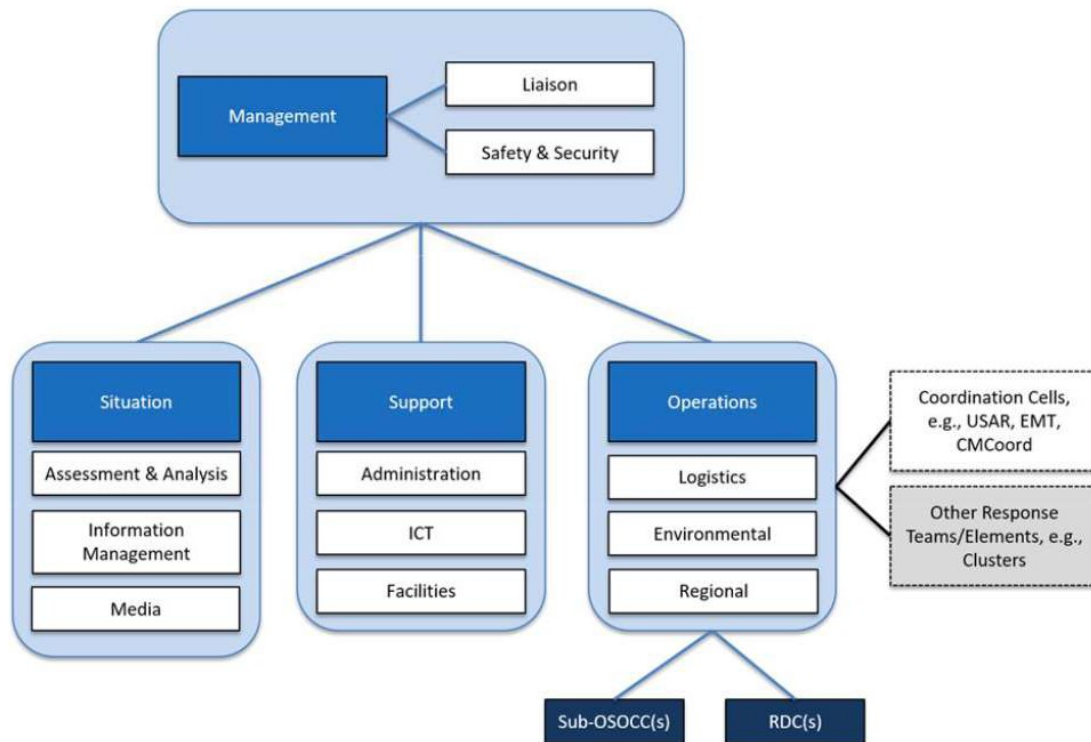 Management
Liaison
Safety & Security
Situation
Assessment & Analysis
Information
Management
Media
Support
Administration
ICT
Facilities
Operations
Logistics
Environmental
Regional
Coordination Cells,
e.g., USAR, EMT,
CMCoord
Other Response
Teams/Elements, e.g.,
Clusters
Sub-OSOCC(s)
RDC(s)